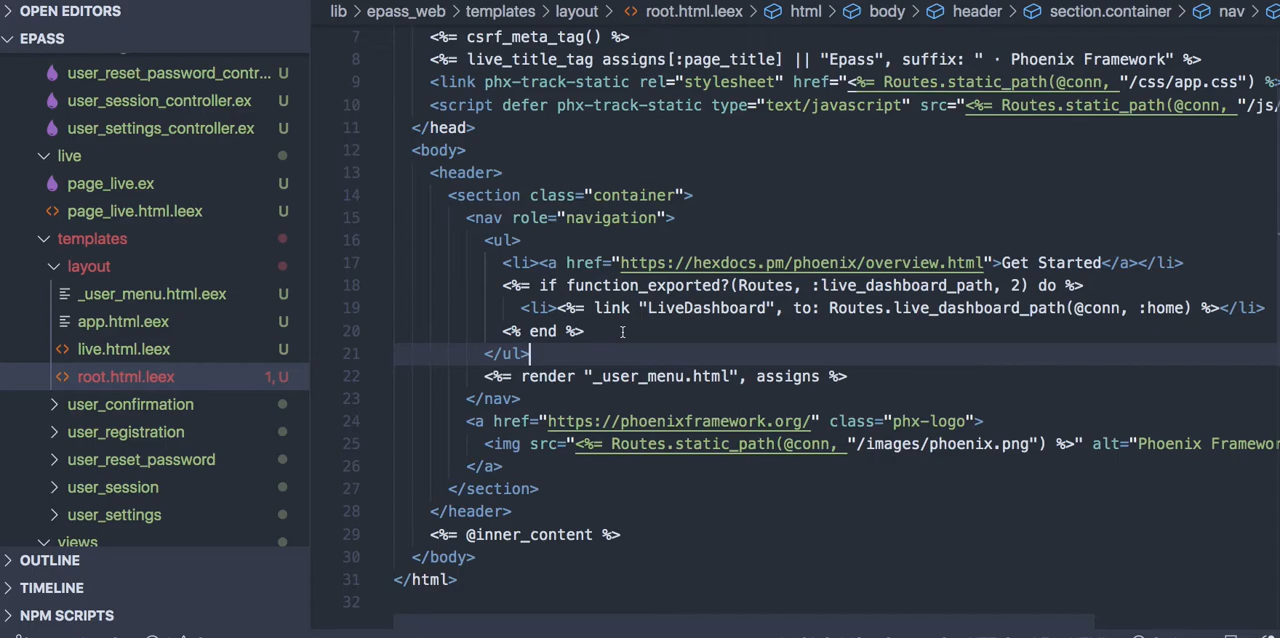 OPEN EDITORS
EPASS
user_reset_password_contr... U
user_session_controller.ex U
user_settings_controller.ex U
live
page_live.ex U
page_live.html.leex U
templates
layout
_user_menu.html.eex U
app.html.eex U
live.html.leex U
root.html.leex 1, U
user_confirmation
user_registration
user_reset_password
user_session
user_settings
views
OUTLINE
TIMELINE
NPM SCRIPTS
lib > epass_web > templates > layout > <> root.html.leex > html > body > header > section.container > nav >
7 <%= csrf_meta_tag() %>
8 <%= live_title_tag assigns[:page_title] || "Epass", suffix: " · Phoenix Framework" %>
9 <link phx-track-static rel="stylesheet" href="<%= Routes.static_path(@conn, "/css/app.css") %>
10 <script defer phx-track-static type="text/javascript" src="<%= Routes.static_path(@conn, "/js/
11 </head>
12 <body>
13 <header>
14 <section class="container">
15 <nav role="navigation">
16 <ul>
17 <li><a href="https://hexdocs.pm/phoenix/overview.html">Get Started</a></li>
18 <%= if function_exported?(Routes, :live_dashboard_path, 2) do %>
19 <li><%= link "LiveDashboard", to: Routes.live_dashboard_path(@conn, :home) %></li>
20 <% end %>
21 </ul>
22 <%= render "_user_menu.html", assigns %>
23 </nav>
24 <a href="https://phoenixframework.org/" class="phx-logo">
25 <img src="<%= Routes.static_path(@conn, "/images/phoenix.png") %>" alt="Phoenix Framewo
26 </a>
27 </section>
28 </header>
29 <%= @inner_content %>
30 </body>
31 </html>
32